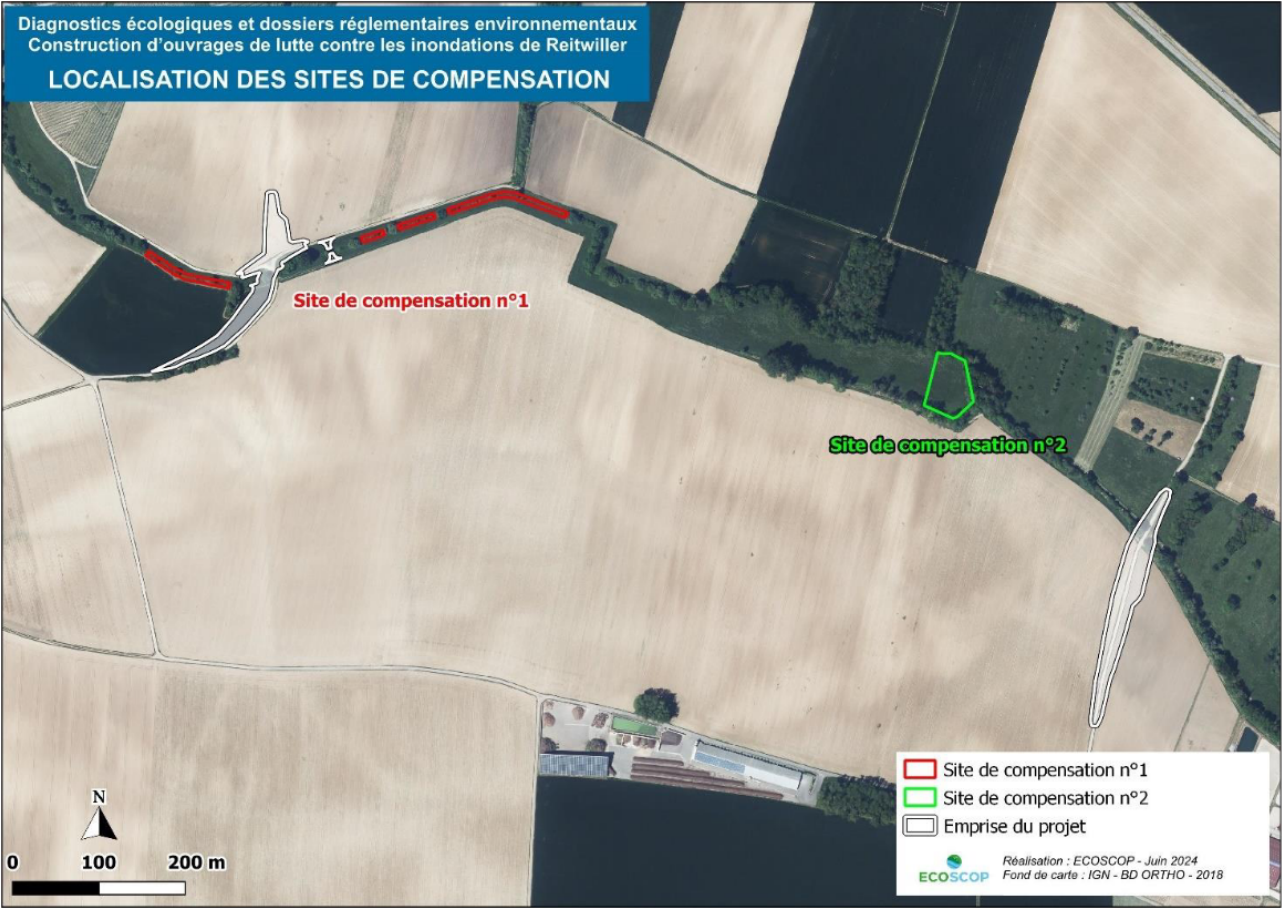 Diagnostics écologiques et dossiers réglementaires environnementaux
Construction d'ouvrages de lutte contre les inondations de Reitwiller
LOCALISATION DES SITES DE COMPENSATION
Site de compensation n°1
Site de compensation n°2
Site de compensation n°1
Site de compensation n°2
Emprise du projet
N
0 100 200 m
ECOSCOP
Réalisation : ECOSCOP - Juin 2024
Fond de carte : IGN - BD ORTHO - 2018